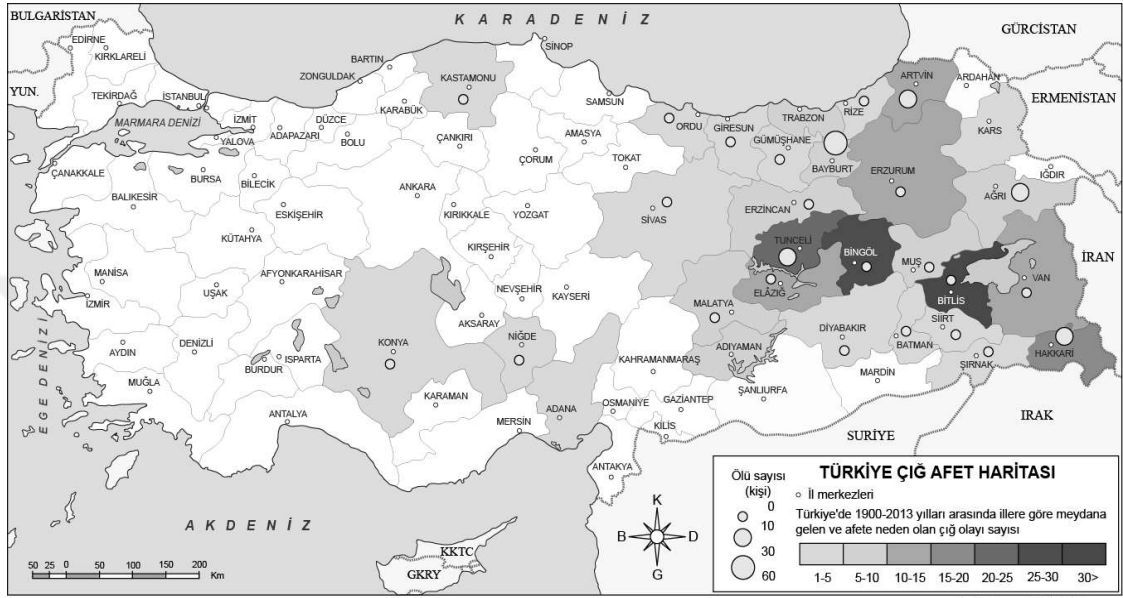 BULGARİSTAN
KARADENİZ
GÜRCİSTAN
EDİRNE
KIRKLARELİ
SİNOP
BARTIN
ZONGULDAK
KASTAMONU
ARTVİN
ARDAHAN
YUN.
TEKİRDAĞ
İSTANBUL
KARABÜK
SAMSUN
RİZE
ERMENİSTAN
MARMARA DENİZİ
İZMİT
ADAPAZARI
DÜZCE
BOLU
ORDU
GİRESUN
TRABZON
KARS
YALOVA
ÇANKIRI
AMASYA
GÜMÜŞHANE
ÇANAKKALE
BURSA
BİLECİK
ÇORUM
TOKAT
BAYBURT
ERZURUM
IĞDIR
BALIKESİR
ANKARA
AĞRI
ESKİŞEHİR
KIRIKKALE
YOZGAT
SİVAS
ERZİNCAN
KÜTAHYA
TUNCELİ
KIRŞEHİR
BİNGÖL
MUŞ
İRAN
MANİSA
AFYONKARAHİSAR
UŞAK
NEVŞEHİR
KAYSERİ
ELÂZIĞ
VAN
İZMİR
MALATYA
BİTLİS
AKSARAY
SİİRT
EGEDENİZİ
AYDIN
DENİZLİ
KONYA
NİĞDE
DİYABAKIR
BATMAN
ISPARTA
KAHRAMANMARAŞ
ADIYAMAN
HAKKARİ
BURDUR
ŞIRNAK
MUĞLA
MARDİN
KARAMAN
ADANA
OSMANİYE
GAZİANTEP
ŞANLIURFA
ANTALYA
MERSİN
KİLİS
IRAK
SURİYE
ANTAKYA
AKDENİZ
KKTC
GKRY
K
B D
G
50 25 0 50 100 150 200
Km
TÜRKİYE ÇIĞ AFET HARİTASI
Ölü sayısı
(kişi)
0
10
30
60
İl merkezleri
Türkiye'de 1900-2013 yılları arasında illere göre meydana
gelen ve afete neden olan çığ olayı sayısı
1-5 5-10 10-15 15-20 20-25 25-30 30>